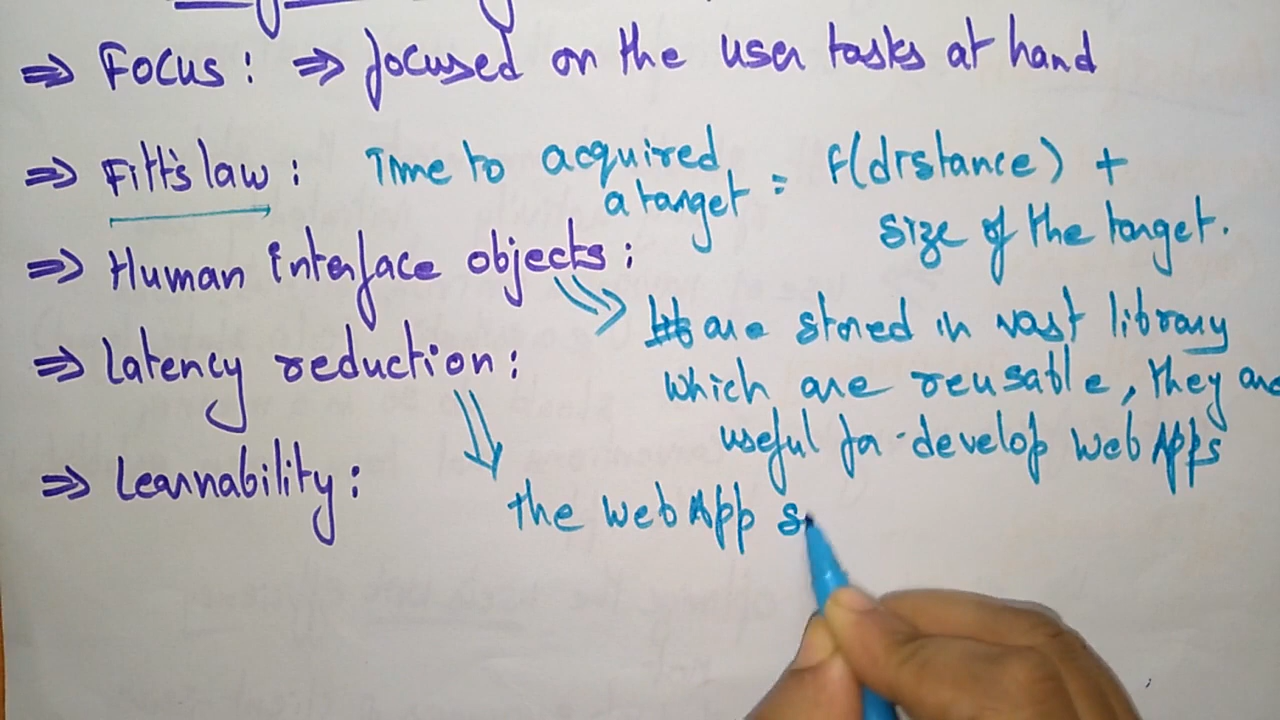 ⇒ Focus : ⇒ focused on the user tasks at hand
⇒ Fitt's law : Time to acquired a target = f(distance) +
size of the target.
⇒ Human interface objects :
are stored in vast library
which are reusable, they are
useful for develop web Apps
⇒ Latency reduction :
the web App s
⇒ Learnability :